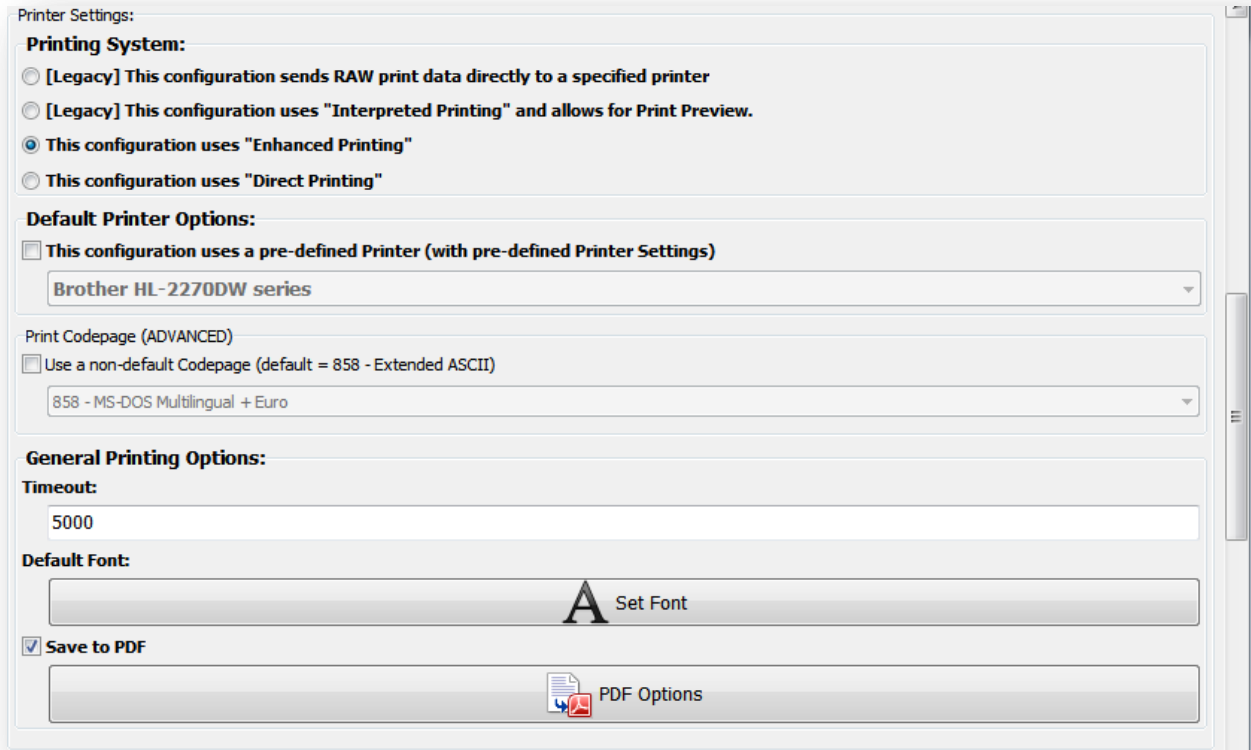 Printer Settings:
Printing System:
[Legacy] This configuration sends RAW print data directly to a specified printer
[Legacy] This configuration uses "Interpreted Printing" and allows for Print Preview.
This configuration uses "Enhanced Printing"
This configuration uses "Direct Printing"
Default Printer Options:
This configuration uses a pre-defined Printer (with pre-defined Printer Settings)
Brother HL-2270DW series
Print Codepage (ADVANCED)
Use a non-default Codepage (default = 858 - Extended ASCII)
858 - MS-DOS Multilingual + Euro
General Printing Options:
Timeout:
5000
Default Font:
A Set Font
Save to PDF
PDF Options